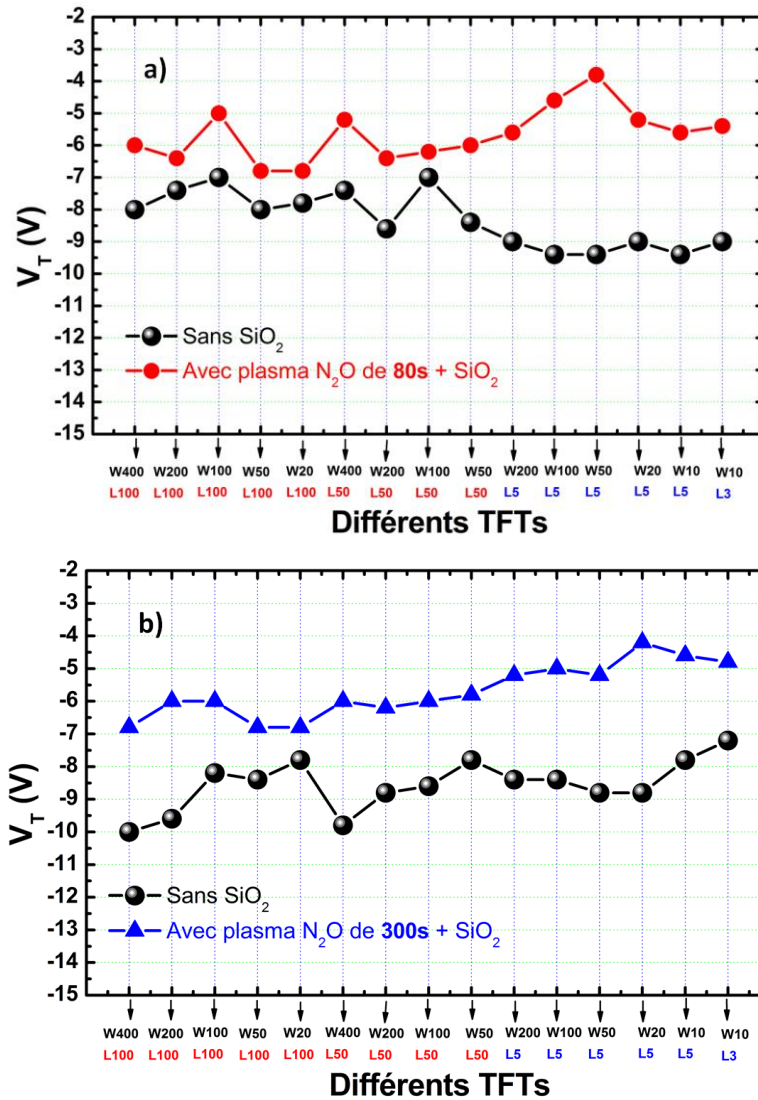 -2
-3
-4
-5
-6
-7
-8
-9
-10
-11
-12
-13
-14
-15
V_T (V)
a)
Sans SiO₂
Avec plasma N₂O de 80s + SiO₂
W400 W200 W100 W50 W20 W400 W200 W100 W50 W200 W100 W50 W20 W10 W10
L100 L100 L100 L100 L100 L50 L50 L50 L50 L5 L5 L5 L5 L5 L3
Différents TFTs
-2
-3
-4
-5
-6
-7
-8
-9
-10
-11
-12
-13
-14
-15
V_T (V)
b)
Sans SiO₂
Avec plasma N₂O de 300s + SiO₂
W400 W200 W100 W50 W20 W400 W200 W100 W50 W200 W100 W50 W20 W10 W10
L100 L100 L100 L100 L100 L50 L50 L50 L50 L5 L5 L5 L5 L5 L3
Différents TFTs